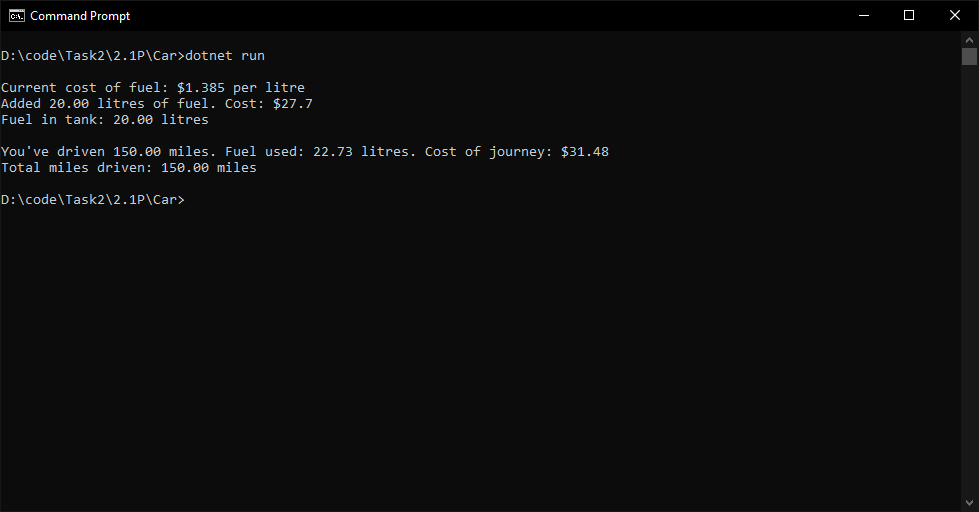 Command Prompt
D:\code\Task2\2.1P\Car>dotnet run
Current cost of fuel: $1.385 per litre
Added 20.00 litres of fuel. Cost: $27.7
Fuel in tank: 20.00 litres
You've driven 150.00 miles. Fuel used: 22.73 litres. Cost of journey: $31.48
Total miles driven: 150.00 miles
D:\code\Task2\2.1P\Car>